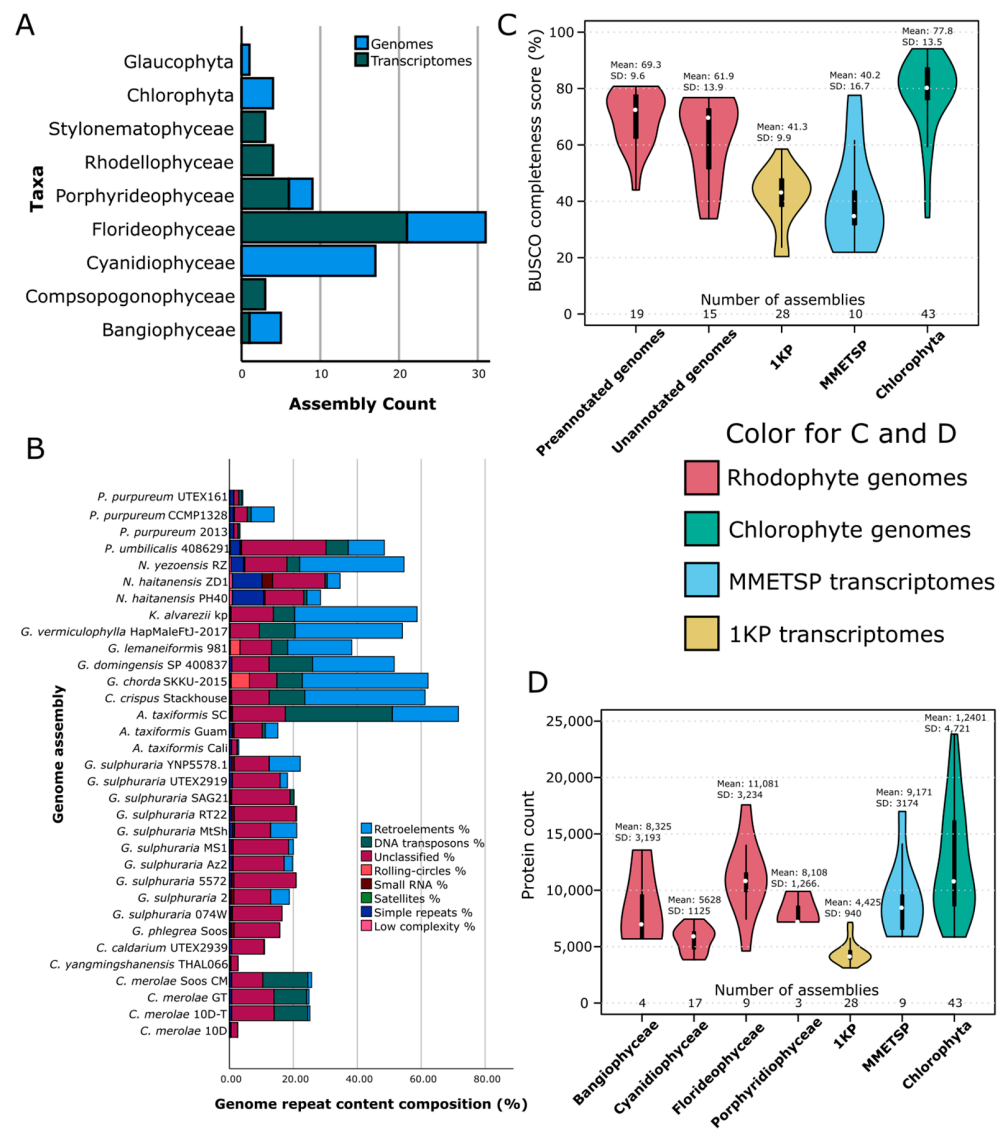 A
Taxa
Glaucophyta
Chlorophyta
Stylonematophyceae
Rhodellophyceae
Porphyrideophyceae
Florideophyceae
Cyanidiophyceae
Compsopogonophyceae
Bangiophyceae
Genomes
Transcriptomes
0 10 20 30
Assembly Count
B
Genome assembly
P. purpureum UTEX161
P. purpureum CCMP1328
P. purpureum 2013
P. umbilicalis 4086291
N. yezoensis RZ
N. haitanensis ZD1
N. haitanensis PH40
K. alvarezii kp
G. vermiculophylla HapMaleFtJ-2017
G. lemaneiformis 981
G. domingensis SP 400837
G. chorda SKKU-2015
C. crispus Stackhouse
A. taxiformis SC
A. taxiformis Guam
A. taxiformis Cali
G. sulphuraria YNP5578.1
G. sulphuraria UTEX2919
G. sulphuraria SAG21
G. sulphuraria RT22
G. sulphuraria MtSh
G. sulphuraria MS1
G. sulphuraria Az2
G. sulphuraria 5572
G. sulphuraria 2
G. sulphuraria 074W
G. phlegrea Soos
C. caldarium UTEX2939
C. yangmingshanensis THAL066
C. merolae Soos CM
C. merolae GT
C. merolae 10D-T
C. merolae 10D
Retroelements %
DNA transposons %
Unclassified %
Rolling-circles %
Small RNA %
Satellites %
Simple repeats %
Low complexity %
0.00 20.00 40.00 60.00 80.00
Genome repeat content composition (%)
C
BUSCO completeness score (%)
100
80
60
40
20
0
Mean: 69.3
SD: 9.6
Mean: 61.9
SD: 13.9
Mean: 41.3
SD: 9.9
Mean: 40.2
SD: 16.7
Mean: 77.8
SD: 13.5
Number of assemblies
19 15 28 10 43
Preannotated genomes
Unannotated genomes
1KP
MMETSP
Chlorophyta
Color for C and D
Rhodophyte genomes
Chlorophyte genomes
MMETSP transcriptomes
1KP transcriptomes
D
Protein count
25,000
20,000
15,000
10,000
5,000
0
Mean: 8,325
SD: 3,193
Mean: 5628
SD: 1125
Mean: 11,081
SD: 3,234
Mean: 8,108
SD: 1,266.
Mean: 4,425
SD: 940
Mean: 9,171
SD: 3174
Mean: 1,2401
SD: 4,721
Number of assemblies
4 17 9 3 28 9 43
Bangiophyceae
Cyanidiophyceae
Florideophyceae
Porphyridiophyceae
1KP
MMETSP
Chlorophyta